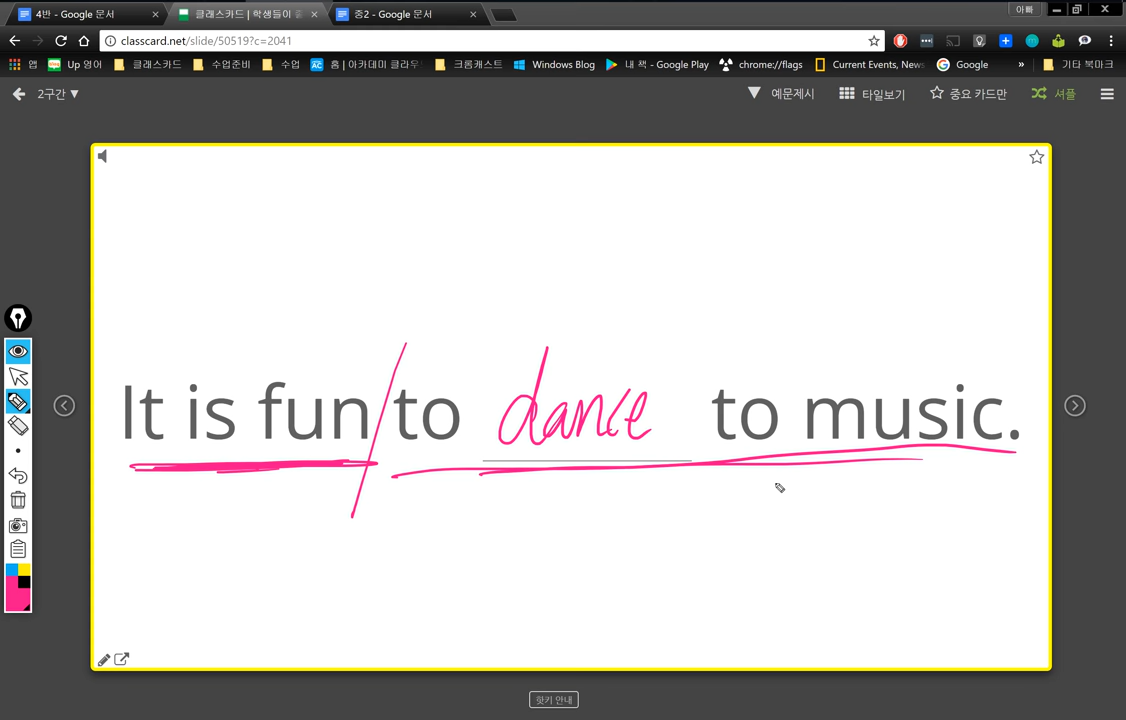 4반 - Google 문서
클래스카드 | 학생들이 줄
중2 - Google 문서
아빠
classcard.net/slide/50519?c=2041
앱 Up 영어 클래스카드 수업준비 수업 홈 | 아카데미 클라우 크롬캐스트 Windows Blog 내 책 - Google Play chrome://flags Current Events, News Google » 기타 북마크
2구간 ▼ ▼ 예문제시 타일보기 중요 카드만 셔플
It is fun / to dance to music.
핫키 안내